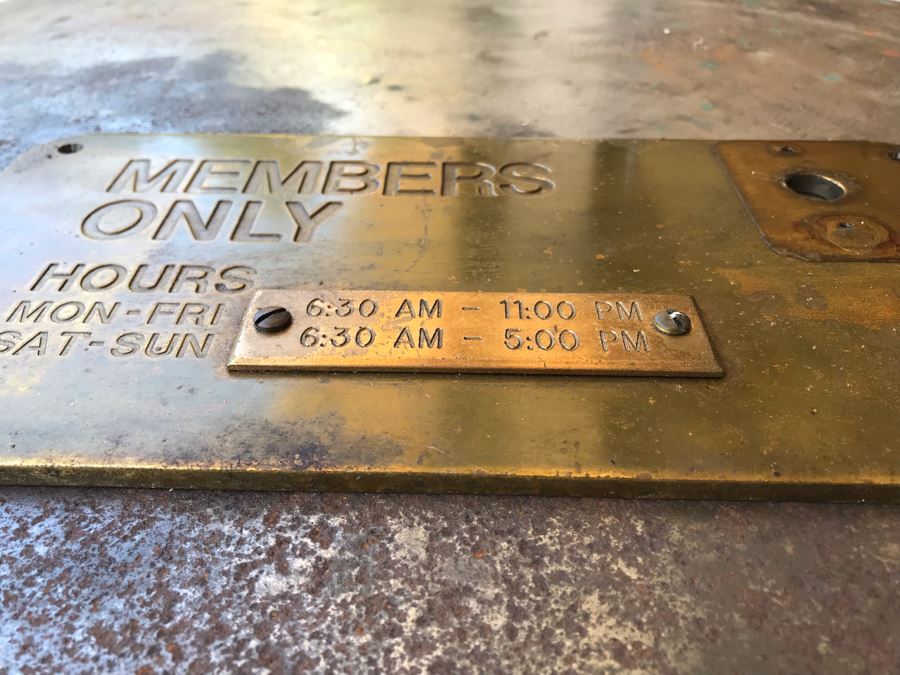 MEMBERS
ONLY
HOURS
MON-FRI 6:30 AM - 11:00 PM
SAT-SUN 6:30 AM - 5:00 PM